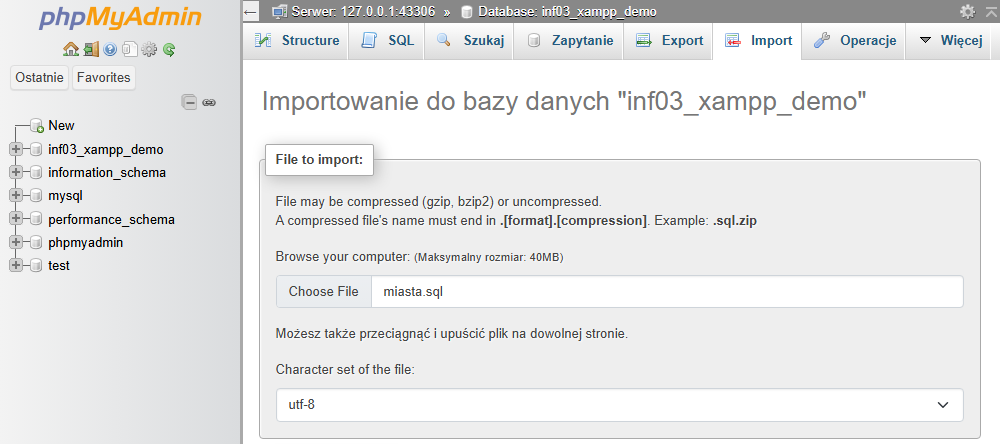 phpMyAdmin
Ostatnie Favorites
New
inf03_xampp_demo
information_schema
mysql
performance_schema
phpmyadmin
test
Serwer: 127.0.0.1:43306 » Database: inf03_xampp_demo
Structure SQL Szukaj Zapytanie Export Import Operacje Więcej
Importowanie do bazy danych "inf03_xampp_demo"
File to import:
File may be compressed (gzip, bzip2) or uncompressed.
A compressed file's name must end in .[format].[compression]. Example: .sql.zip
Browse your computer: (Maksymalny rozmiar: 40MB)
Choose File miasta.sql
Możesz także przeciągnąć i upuścić plik na dowolnej stronie.
Character set of the file:
utf-8